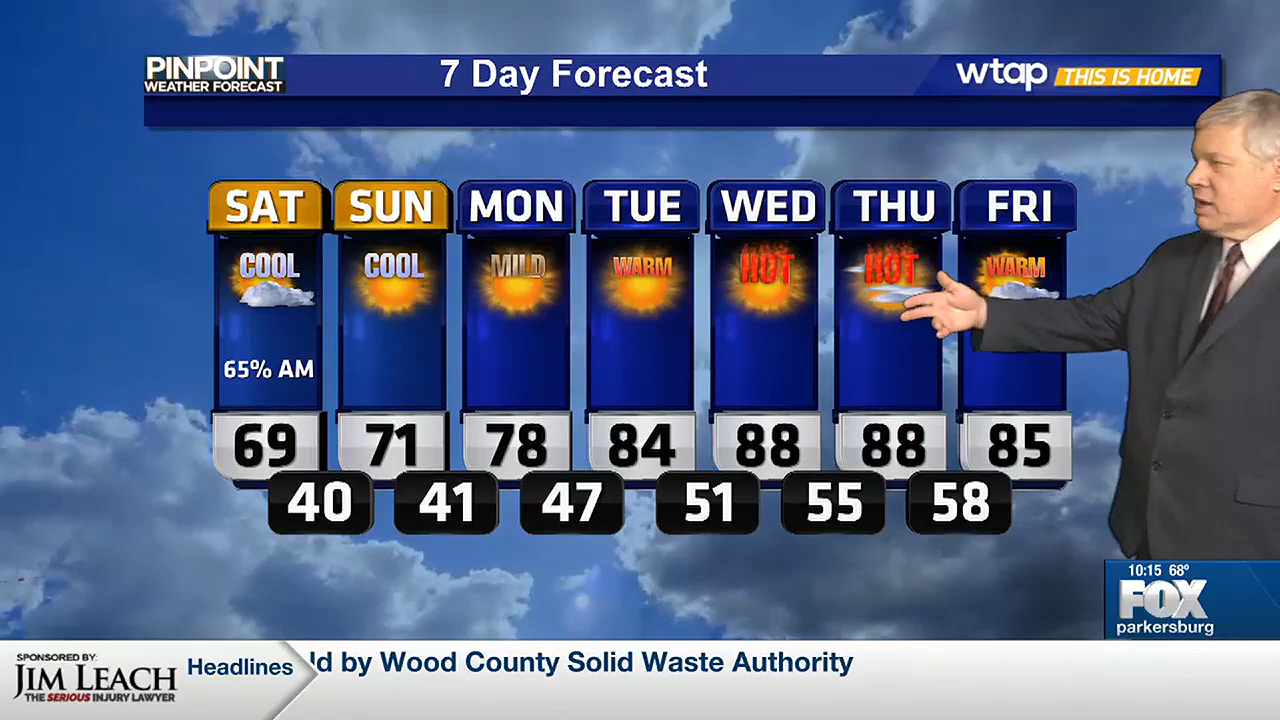 PINPOINT
WEATHER FORECAST
7 Day Forecast
wtap THIS IS HOME
SAT SUN MON TUE WED THU FRI
COOL COOL MILD WARM HOT HOT WARM
65% AM
69 71 78 84 88 88 85
40 41 47 51 55 58
10:15 68°
FOX
parkersburg
SPONSORED BY:
JIM LEACH
THE SERIOUS INJURY LAWYER
Headlines
ld by Wood County Solid Waste Authority